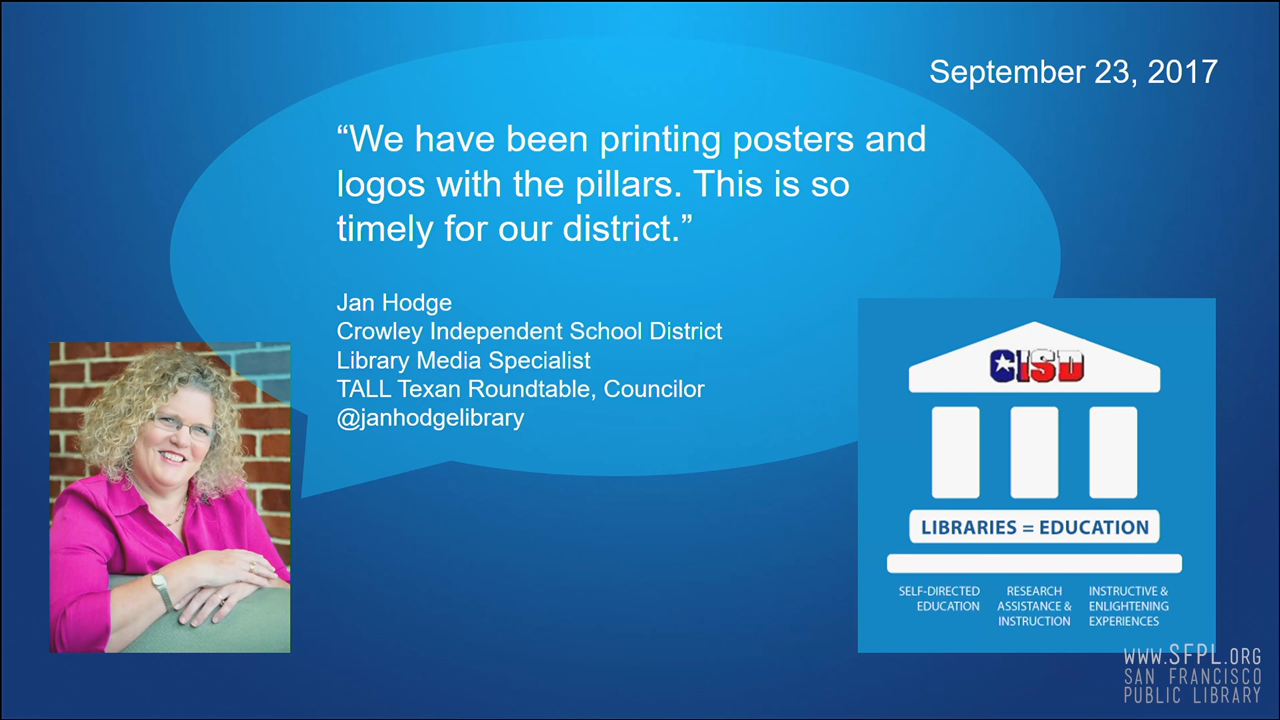 September 23, 2017
“We have been printing posters and
logos with the pillars. This is so
timely for our district.”
Jan Hodge
Crowley Independent School District
Library Media Specialist
TALL Texan Roundtable, Councilor
@janhodgelibrary
CISD
LIBRARIES = EDUCATION
SELF-DIRECTED
EDUCATION
RESEARCH
ASSISTANCE &
INSTRUCTION
INSTRUCTIVE &
ENLIGHTENING
EXPERIENCES
WWW.SFPL.ORG
SAN FRANCISCO
PUBLIC LIBRARY